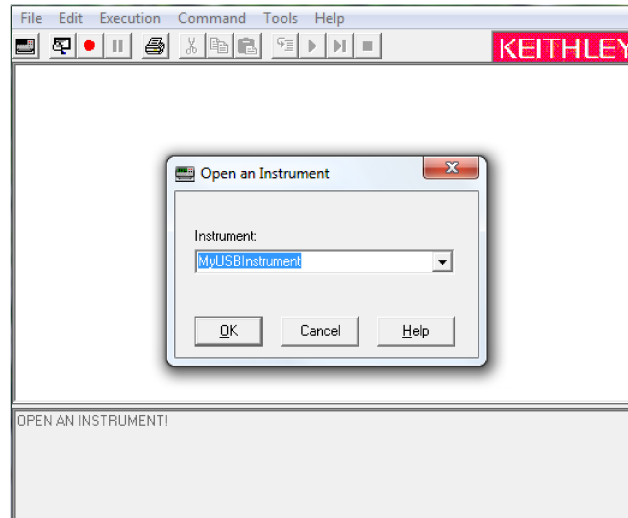 File Edit Execution Command Tools Help
KEITHLEY
Open an Instrument
Instrument:
MyUSBInstrument
OK Cancel Help
OPEN AN INSTRUMENT!